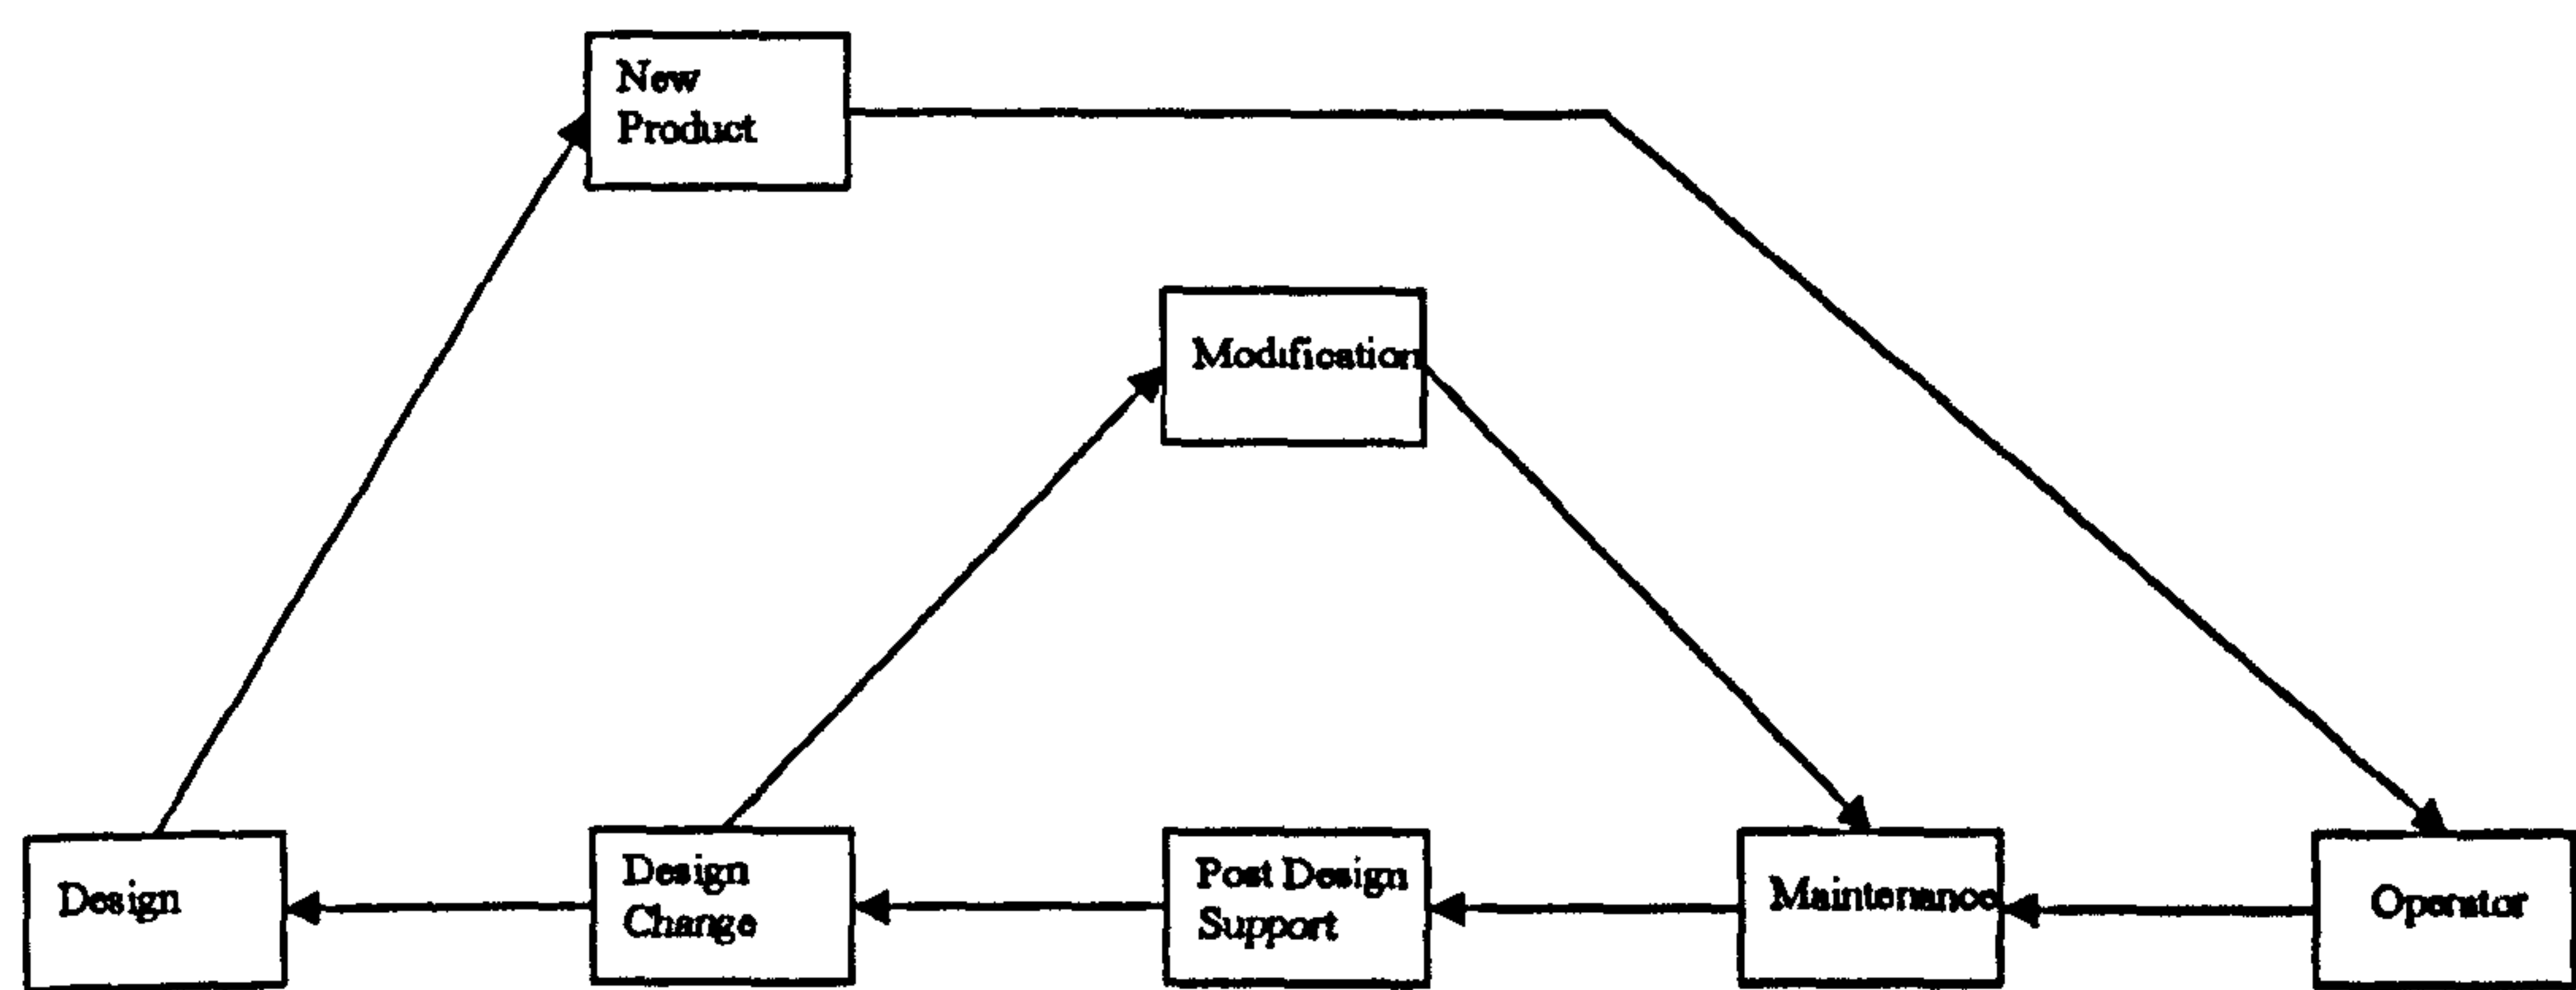 New
Product
Modification
Design
Design
Change
Post Design
Support
Maintenance
Operator